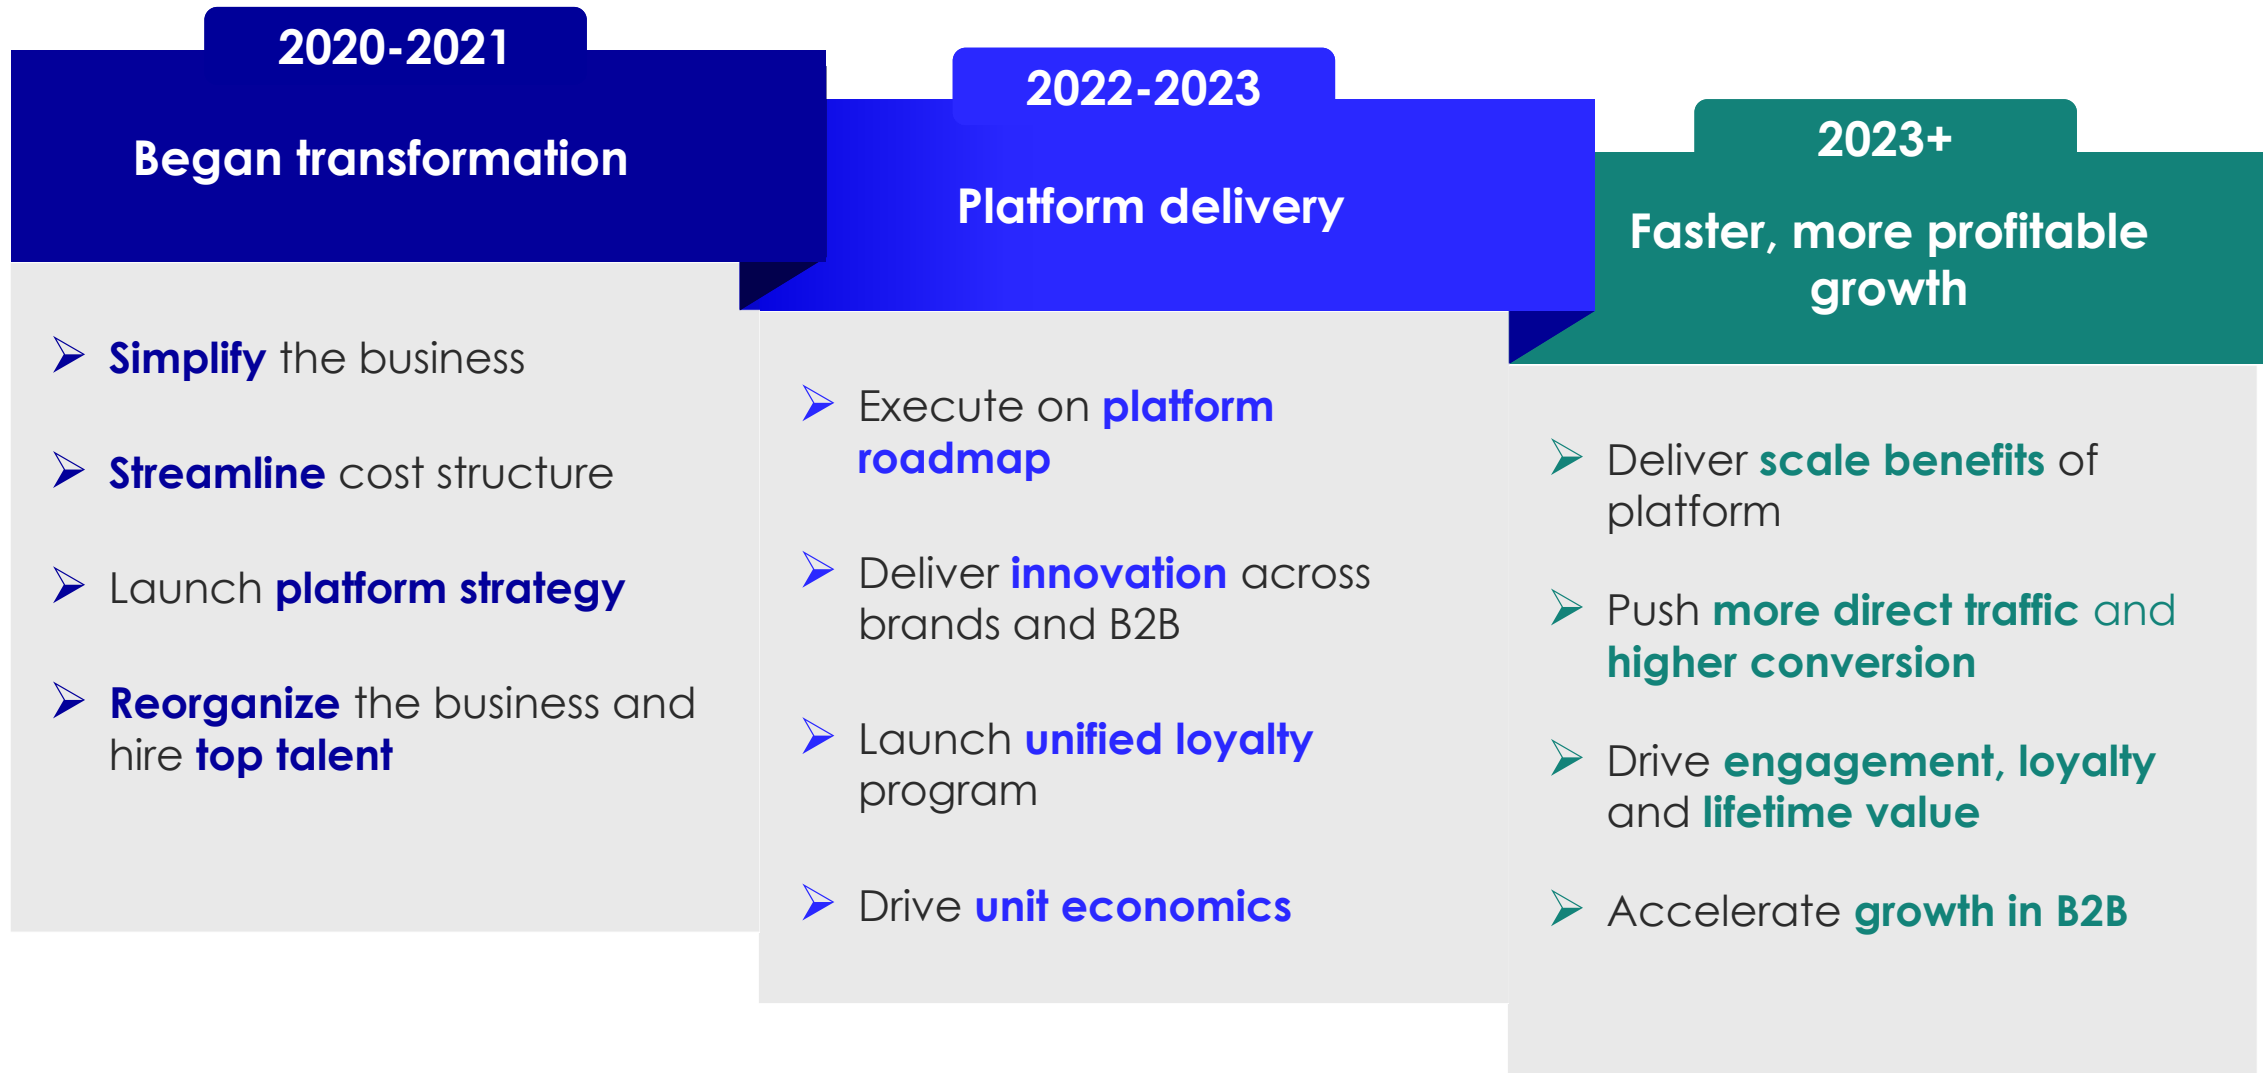 2020-2021
Began transformation
Simplify the business
Streamline cost structure
Launch platform strategy
Reorganize the business and
hire top talent
2022-2023
Platform delivery
Execute on platform
roadmap
Deliver innovation across
brands and B2B
Launch unified loyalty
program
Drive unit economics
2023+
Faster, more profitable
growth
Deliver scale benefits of
platform
Push more direct traffic and
higher conversion
Drive engagement, loyalty
and lifetime value
Accelerate growth in B2B